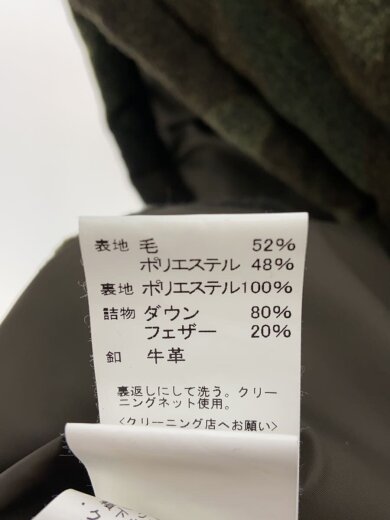 表地 毛 52%
ポリエステル 48%
裏地 ポリエステル100%
詰物 ダウン 80%
フェザー 20%
釦 牛革
裏返しにして洗う。クリー
ニングネット使用。
〈クリーニング店へお願い〉